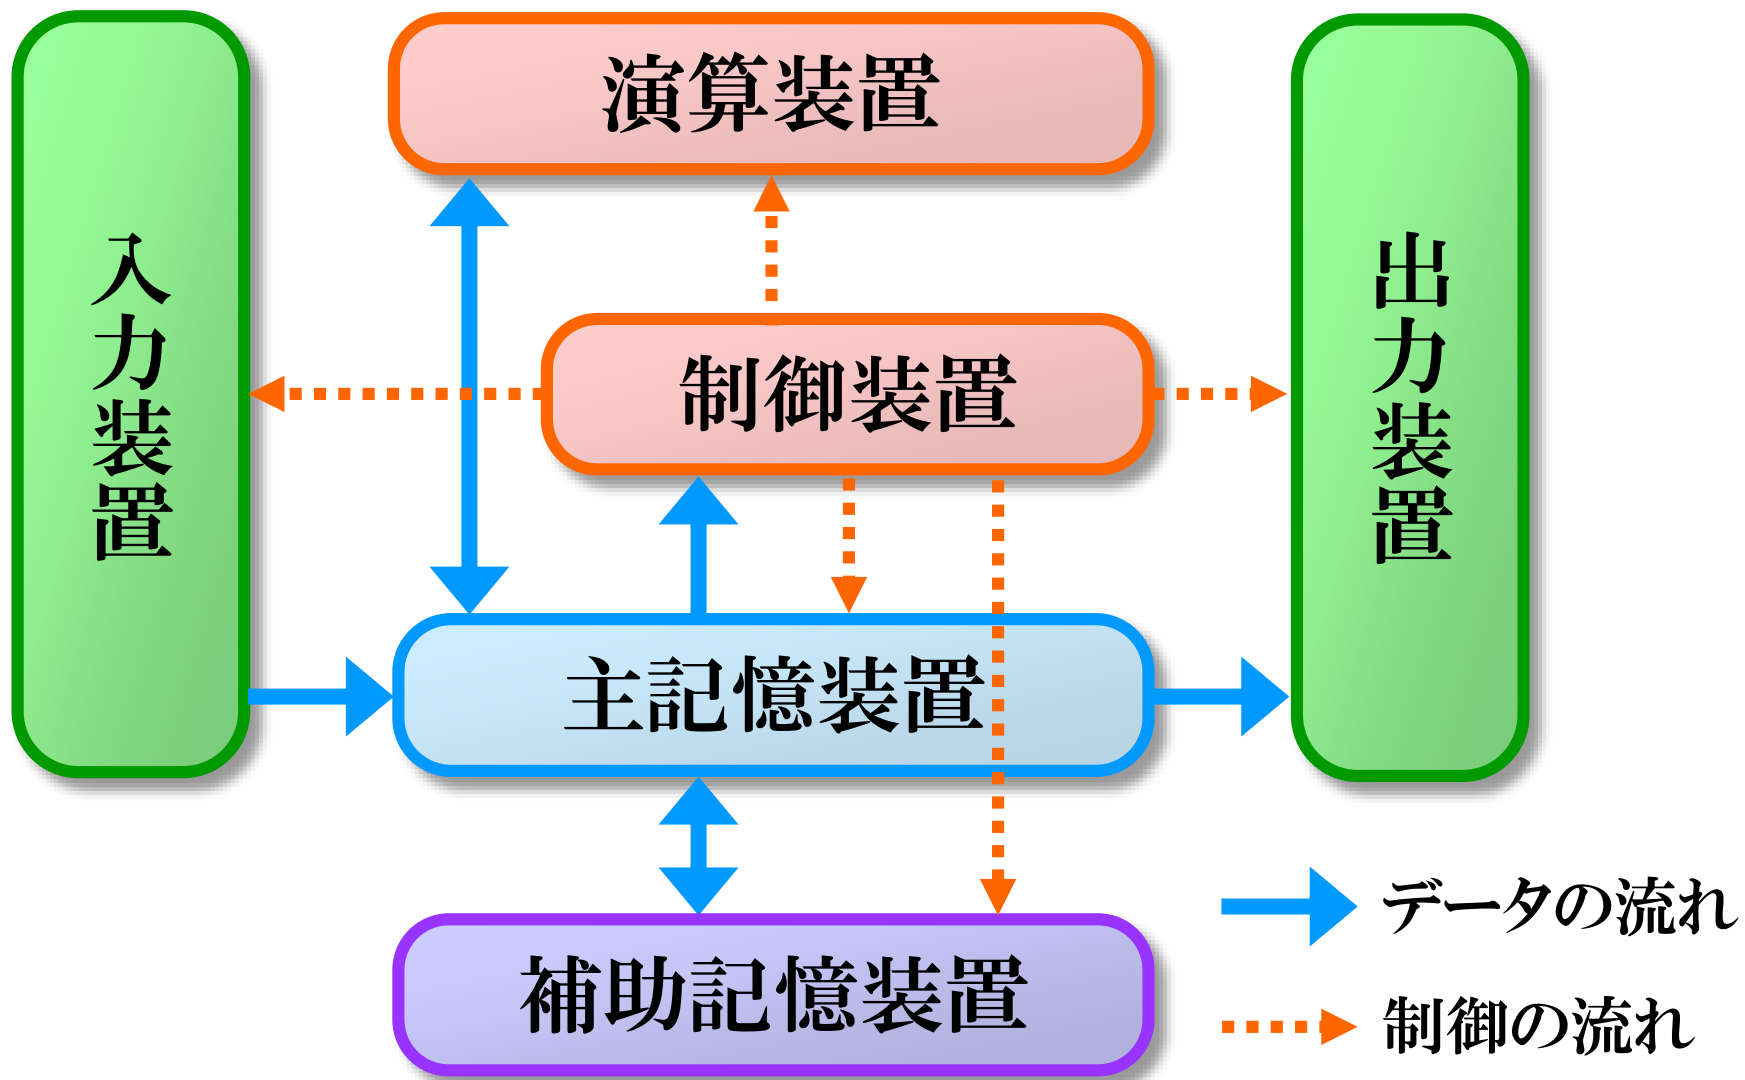 演算装置
入力装置
制御装置
出力装置
主記憶装置
補助記憶装置
データの流れ
制御の流れ